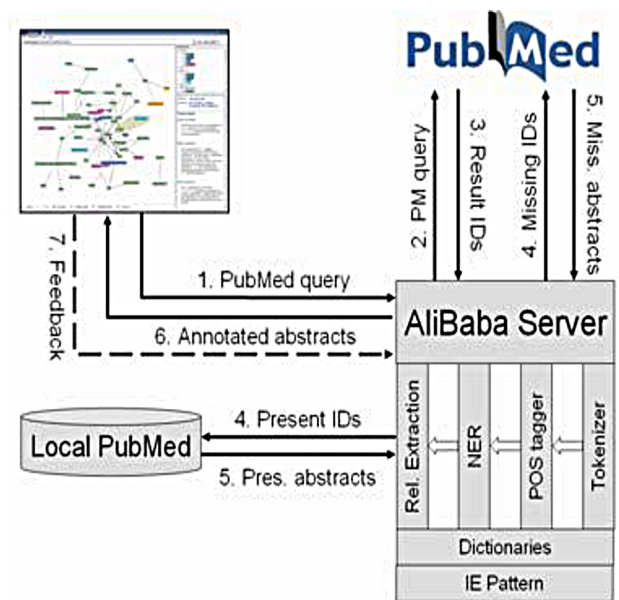 PubMed
2. PM query
3. Result IDs
4. Missing IDs
5. Miss. abstracts
7. Feedback
1. PubMed query
6. Annotated abstracts
AliBaba Server
4. Present IDs
Local PubMed
5. Pres. abstracts
Rel. Extraction
NER
POS tagger
Tokenizer
Dictionaries
IE Pattern